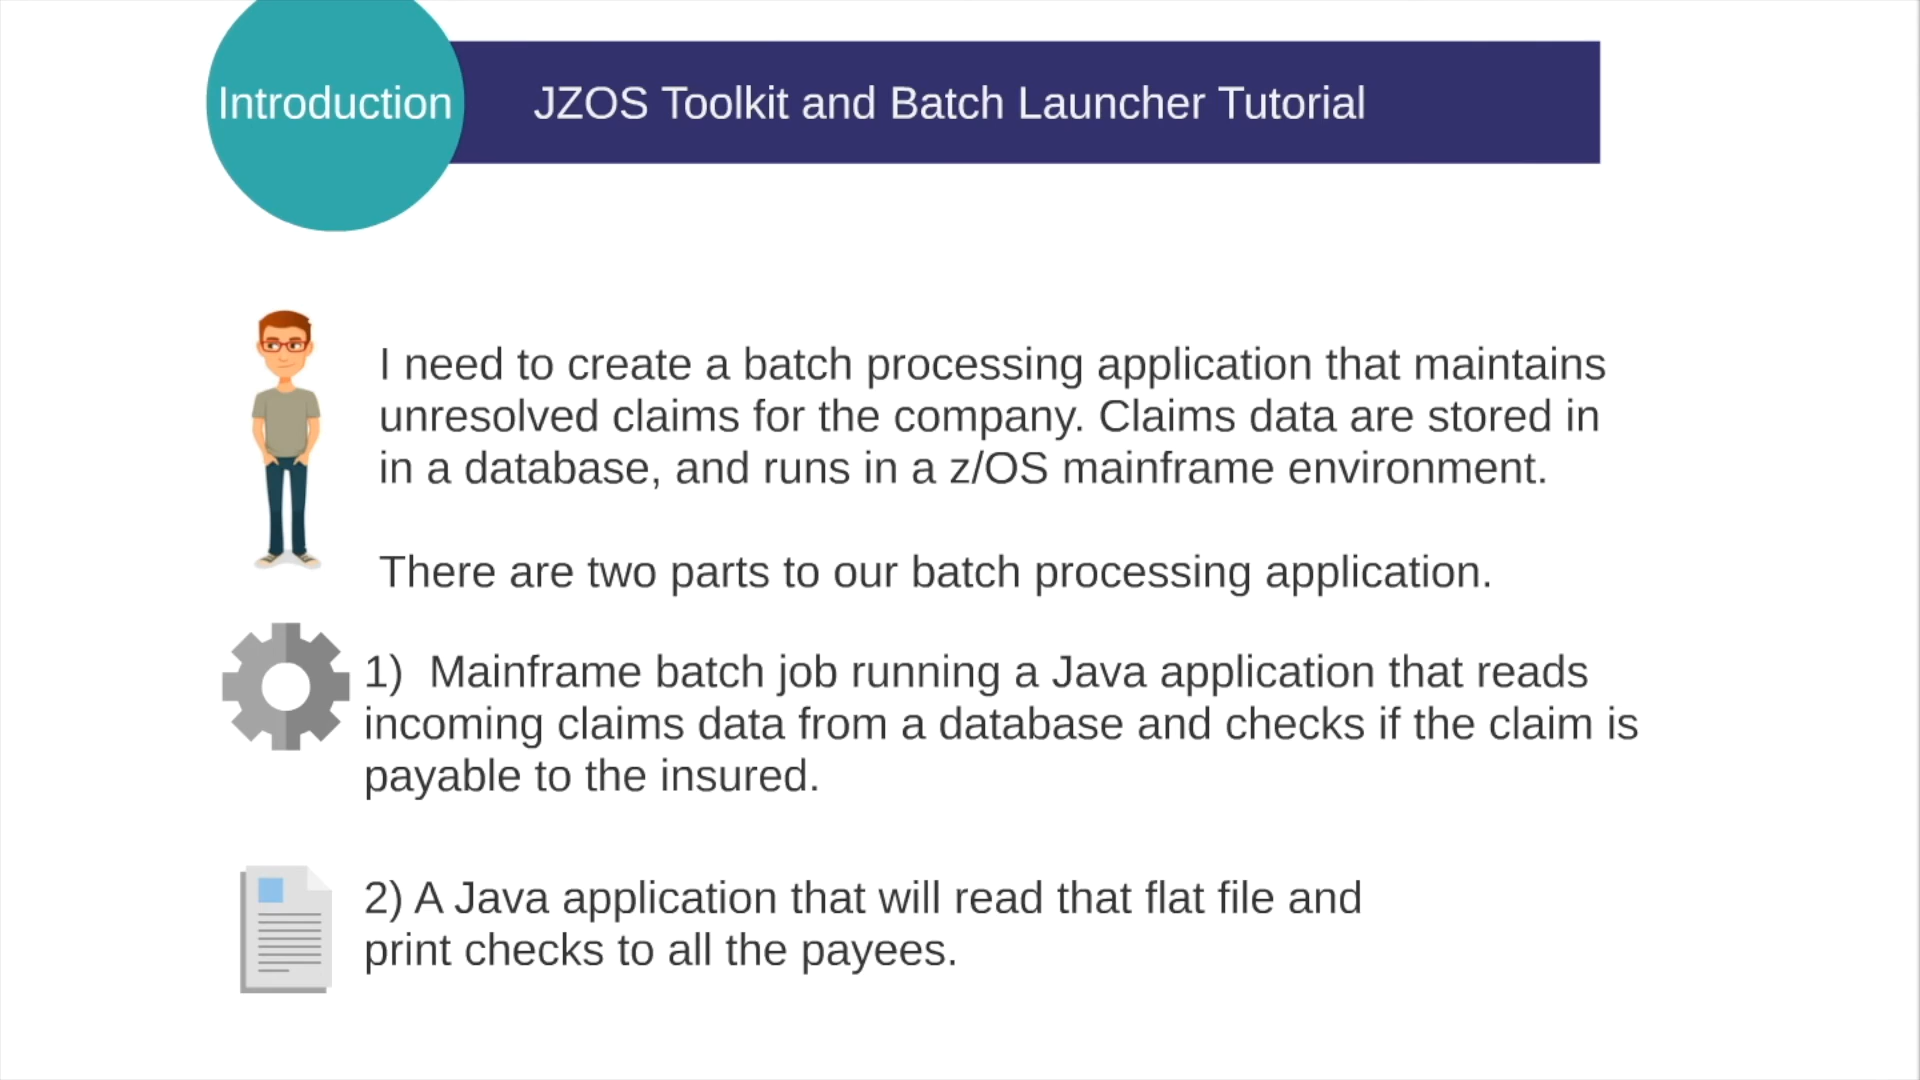 Introduction
JZOS Toolkit and Batch Launcher Tutorial
I need to create a batch processing application that maintains
unresolved claims for the company. Claims data are stored in
in a database, and runs in a z/OS mainframe environment.
There are two parts to our batch processing application.
1) Mainframe batch job running a Java application that reads
incoming claims data from a database and checks if the claim is
payable to the insured.
2) A Java application that will read that flat file and
print checks to all the payees.